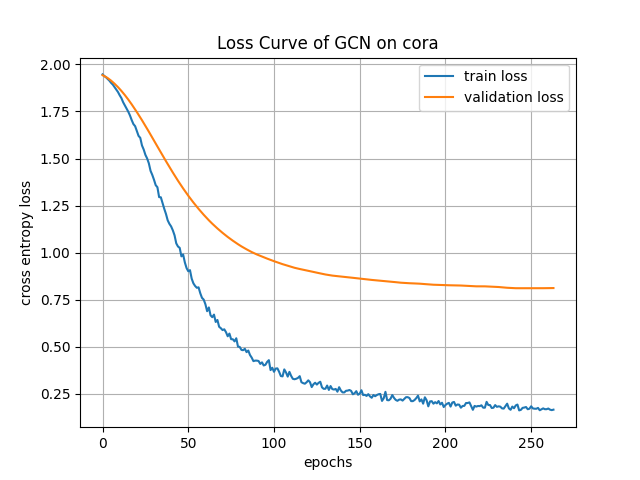 Loss Curve of GCN on cora
train loss
validation loss
cross entropy loss
2.00
1.75
1.50
1.25
1.00
0.75
0.50
0.25
0 50 100 150 200 250
epochs